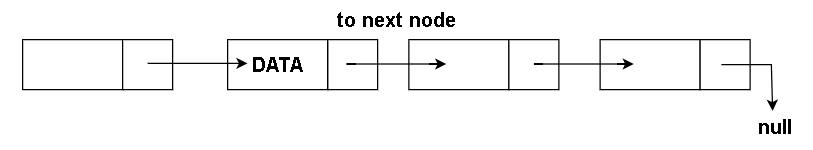 to next node
DATA
null